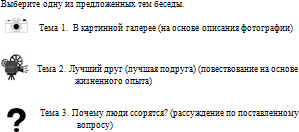 Выберите одну из предложенных тем беседы.
Тема 1. В картинной галерее (на основе описания фотографии)
Тема 2. Лучший друг (лучшая подруга) (повествование на основе
жизненного опыта)
Тема 3. Почему люди ссорятся? (рассуждение по поставленному
вопросу)